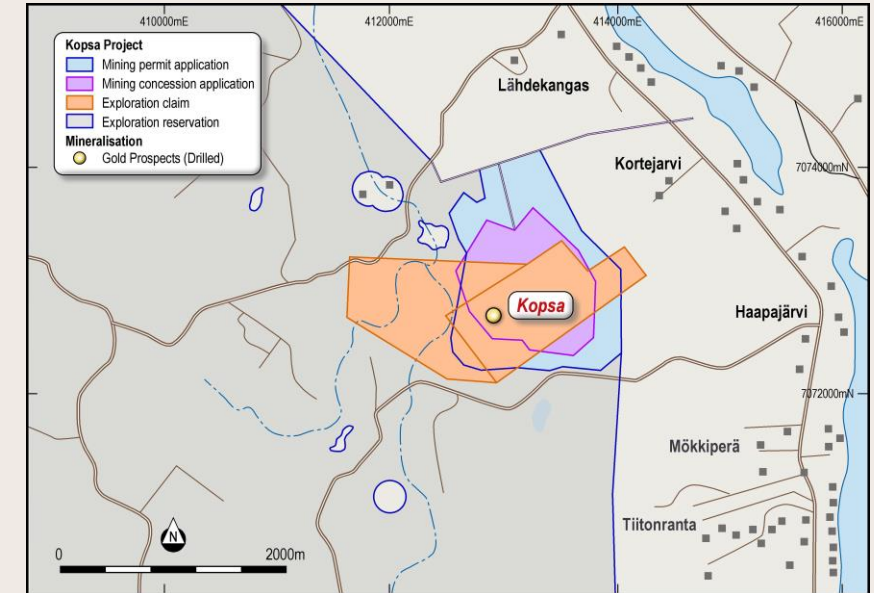 410000mE
412000mE
414000mE
416000mE
Kopsa Project
Mining permit application
Mining concession application
Exploration claim
Exploration reservation
Mineralisation
Gold Prospects (Drilled)
Lähdekangas
Kortejarvi
7074000mN
Kopsa
Haapajärvi
7072000mN
Mökkiperä
Tiitonranta
N
0
2000m